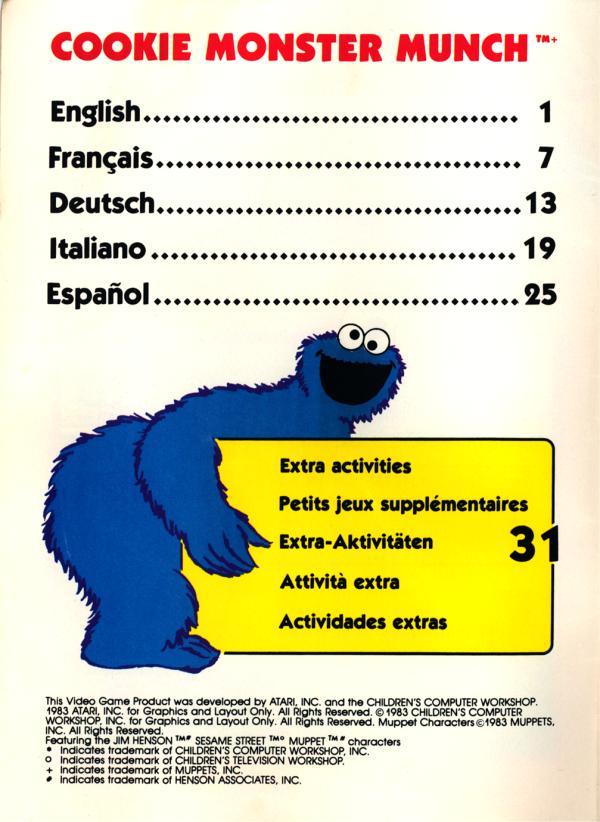 COOKIE MONSTER MUNCH ™+
English...................................... 1
Français..................................... 7
Deutsch.....................................13
Italiano.....................................19
Español.....................................25
Extra activities
Petits jeux supplémentaires
Extra-Aktivitäten 31
Attività extra
Actividades extras
This Video Game Product was developed by ATARI, INC. and the CHILDREN'S COMPUTER WORKSHOP.
1983 ATARI, INC. for Graphics and Layout Only. All Rights Reserved. © 1983 CHILDREN'S COMPUTER
WORKSHOP, INC. for Graphics and Layout Only. All Rights Reserved. Muppet Characters © 1983 MUPPETS,
INC. All Rights Reserved.
Featuring the JIM HENSON ™# SESAME STREET ™o MUPPET ™# characters
* Indicates trademark of CHILDREN'S COMPUTER WORKSHOP, INC.
o Indicates trademark of CHILDREN'S TELEVISION WORKSHOP.
+ Indicates trademark of MUPPETS, INC.
# Indicates trademark of HENSON ASSOCIATES, INC.